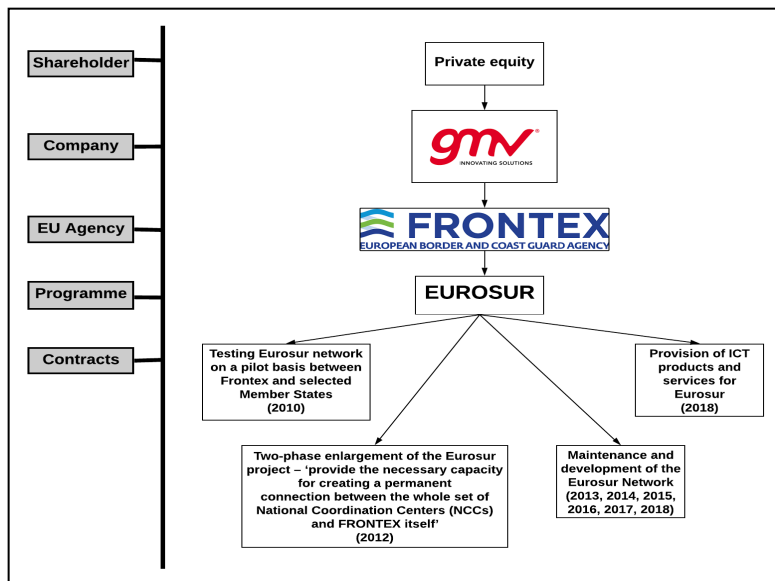 Shareholder
Company
EU Agency
Programme
Contracts
Private equity
gmv®
INNOVATING SOLUTIONS
FRONTEX
EUROPEAN BORDER AND COAST GUARD AGENCY
EUROSUR
Testing Eurosur network
on a pilot basis between
Frontex and selected
Member States
(2010)
Two-phase enlargement of the Eurosur
project – ‘provide the necessary capacity
for creating a permanent
connection between the whole set of
National Coordination Centers (NCCs)
and FRONTEX itself’
(2012)
Maintenance and
development of the
Eurosur Network
(2013, 2014, 2015,
2016, 2017, 2018)
Provision of ICT
products and
services for
Eurosur
(2018)